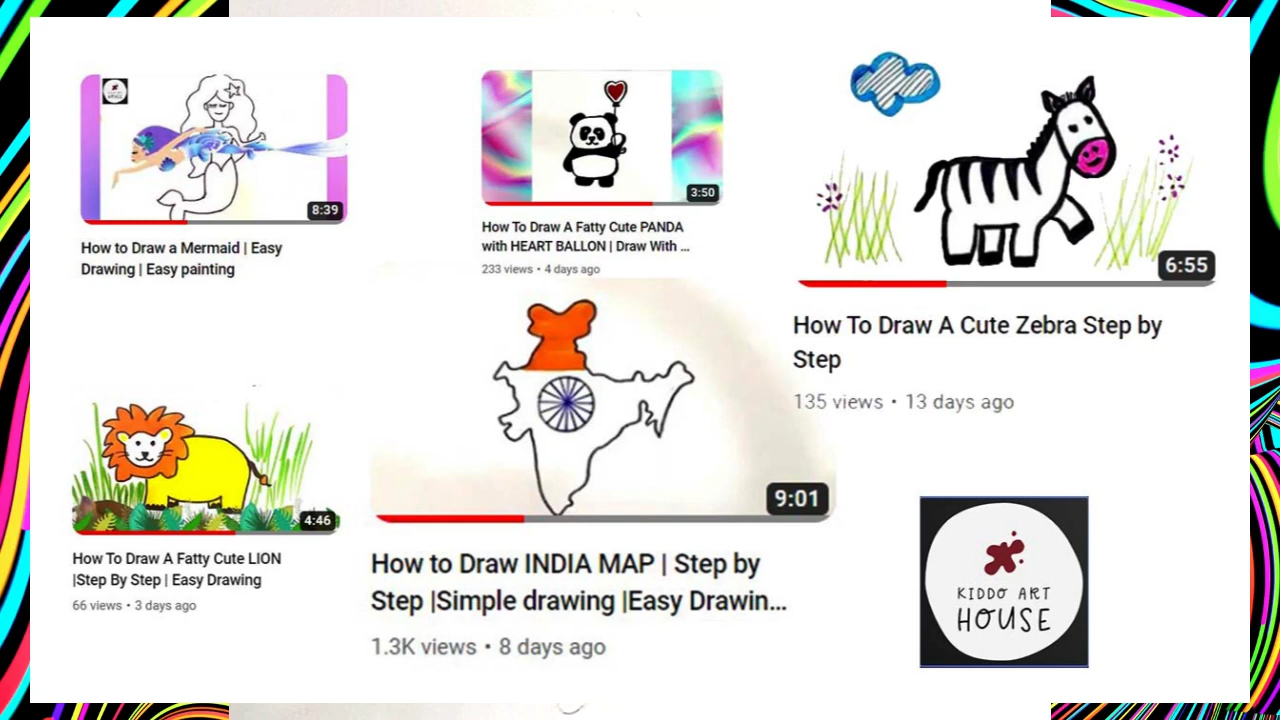 8:39
How to Draw a Mermaid | Easy
Drawing | Easy painting
3:50
How To Draw A Fatty Cute PANDA
with HEART BALLON | Draw With ...
233 views • 4 days ago
6:55
How To Draw A Cute Zebra Step by
Step
135 views • 13 days ago
4:46
How To Draw A Fatty Cute LION
|Step By Step | Easy Drawing
66 views • 3 days ago
9:01
How to Draw INDIA MAP | Step by
Step |Simple drawing |Easy Drawin...
1.3K views • 8 days ago
KIDDO ART
HOUSE